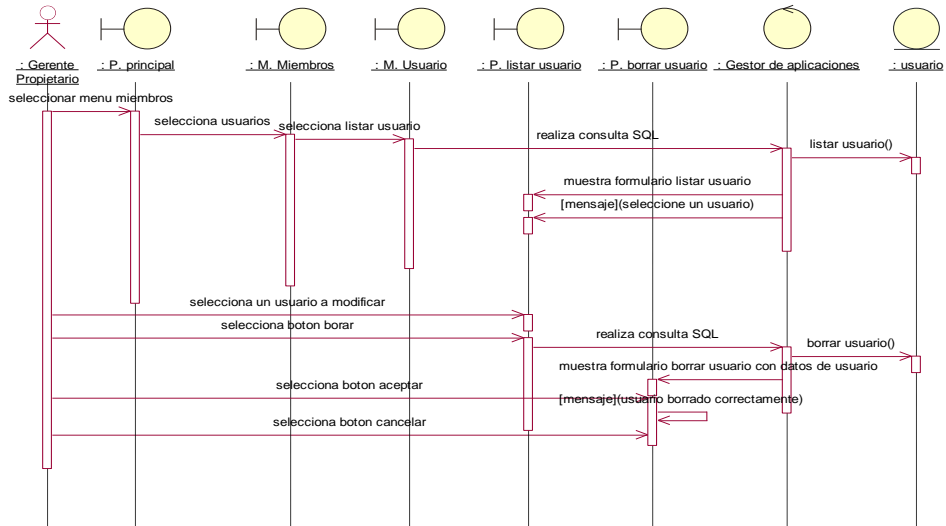 : Gerente
Propietario
: P. principal
: M. Miembros
: M. Usuario
: P. listar usuario
: P. borrar usuario
: Gestor de aplicaciones
: usuario
seleccionar menu miembros
selecciona usuarios
selecciona listar usuario
realiza consulta SQL
listar usuario()
muestra formulario listar usuario
[mensaje](seleccione un usuario)
selecciona un usuario a modificar
selecciona boton borar
realiza consulta SQL
borrar usuario()
muestra formulario borrar usuario con datos de usuario
selecciona boton aceptar
[mensaje](usuario borrado correctamente)
selecciona boton cancelar